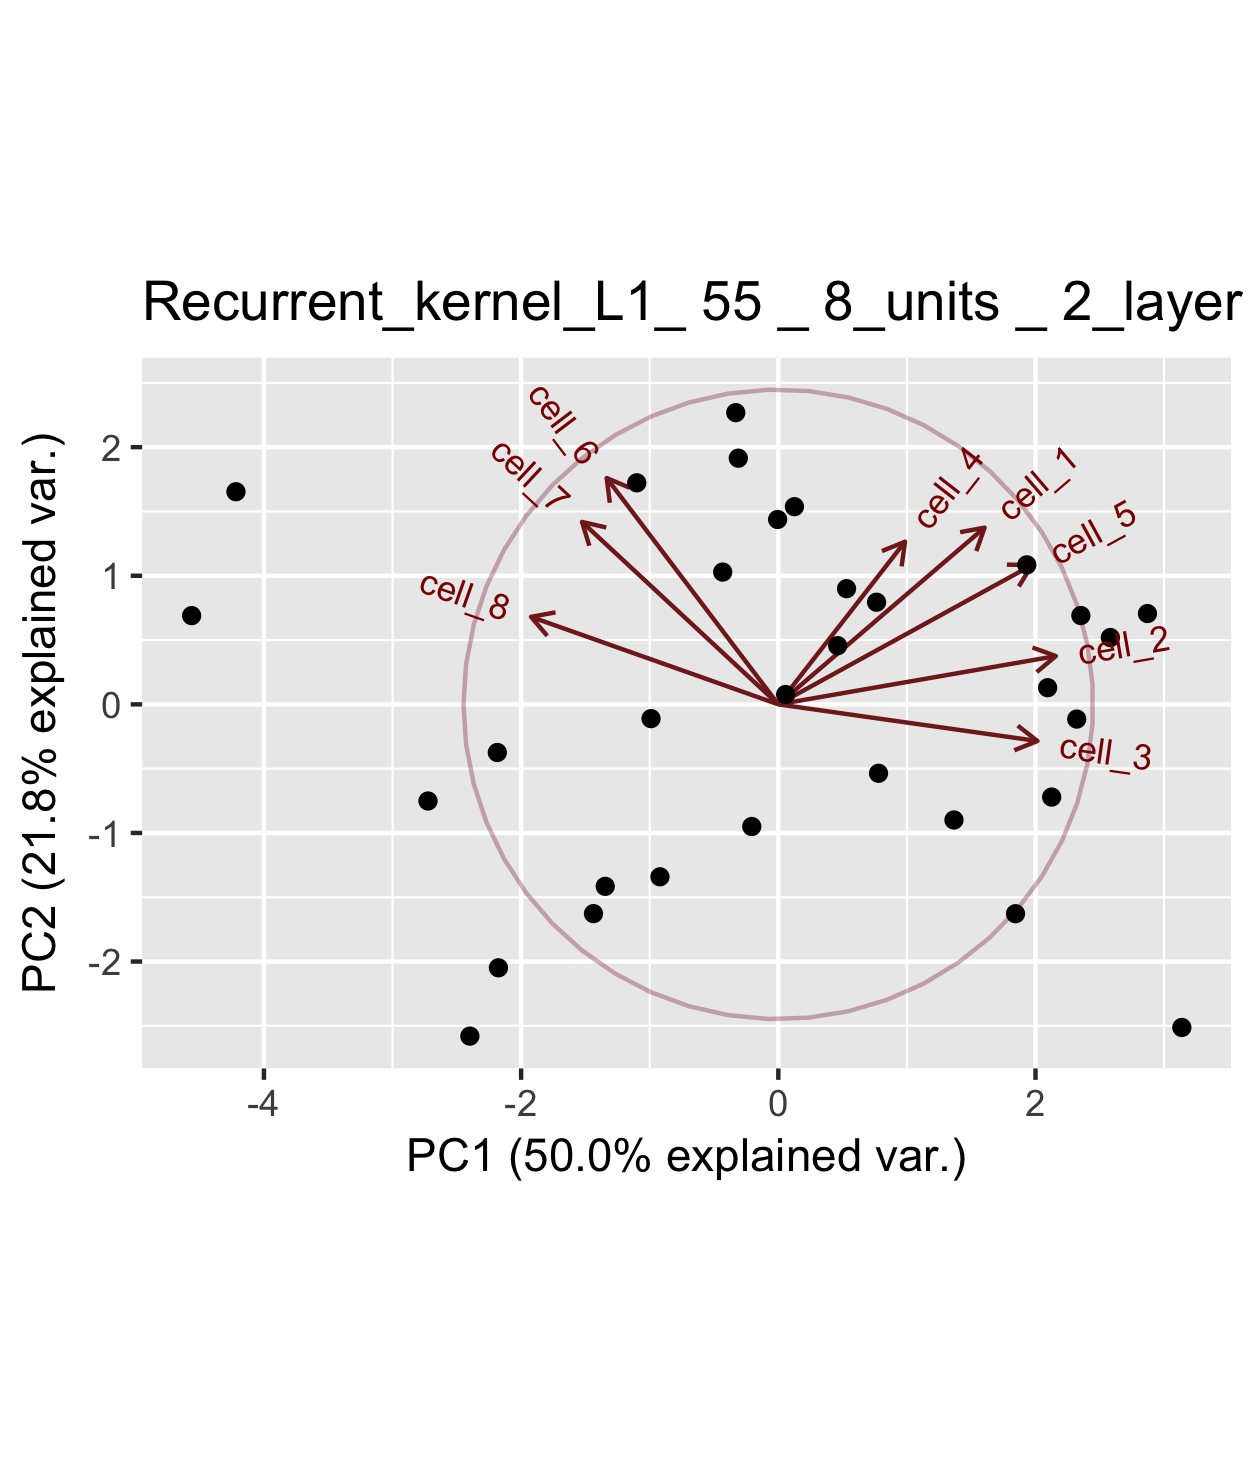 Recurrent_kernel_L1_ 55 _ 8_units _ 2_layer
cell_6
cell_7
cell_8
cell_4
cell_1
cell_5
cell_2
cell_3
2
1
0
-1
-2
PC2 (21.8% explained var.)
-4
-2
0
2
PC1 (50.0% explained var.)